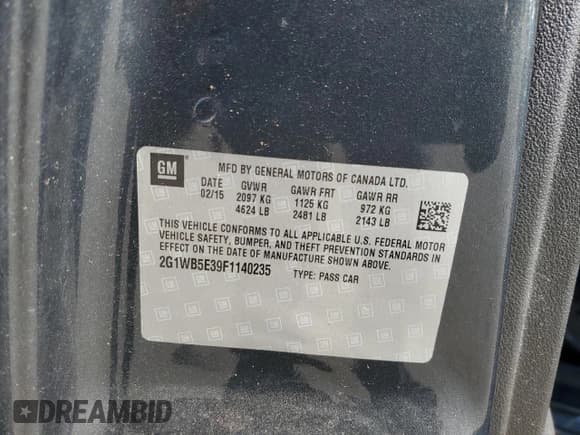 GM
MFD BY GENERAL MOTORS OF CANADA LTD.
DATE GVWR GAWR FRT GAWR RR
02/15 2097 KG 1125 KG 972 KG
4624 LB 2481 LB 2143 LB
THIS VEHICLE CONFORMS TO ALL APPLICABLE U.S. FEDERAL MOTOR
VEHICLE SAFETY, BUMPER, AND THEFT PREVENTION STANDARDS IN
EFFECT ON THE DATE OF MANUFACTURE SHOWN ABOVE.
2G1WB5E39F1140235 TYPE: PASS CAR
DREAMBID